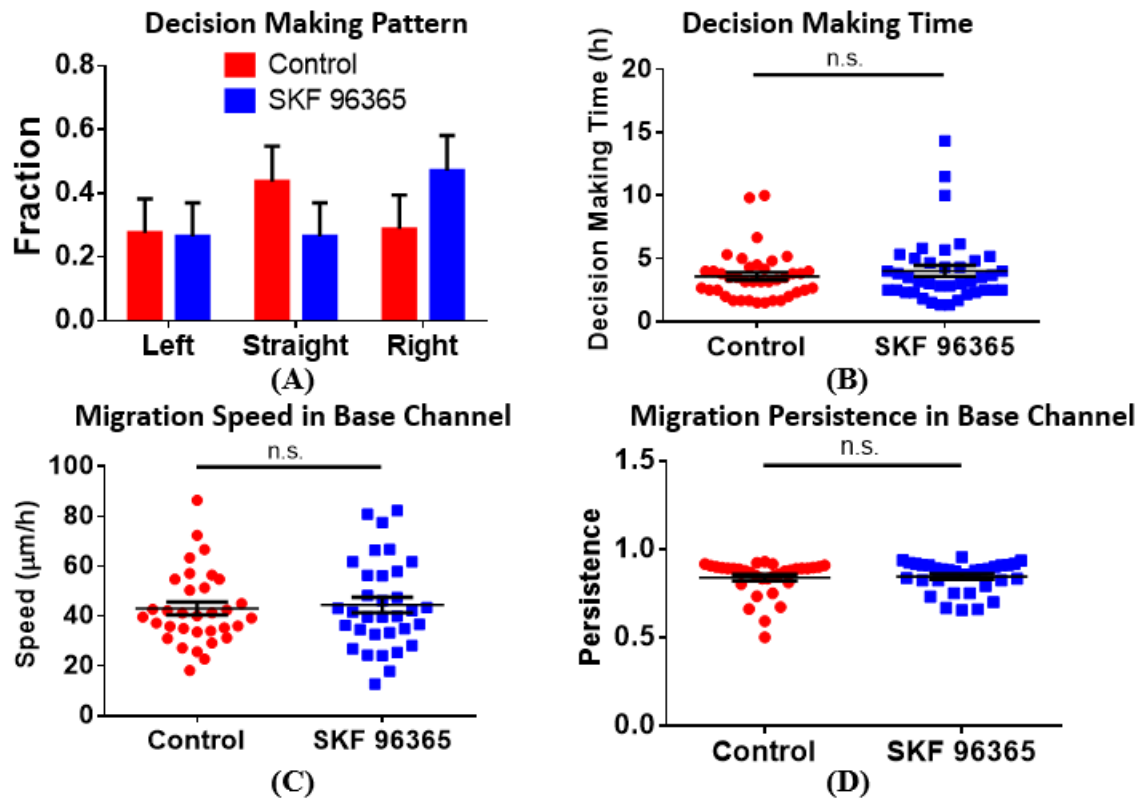 Decision Making Pattern
Control
SKF 96365
Fraction
0.8
0.6
0.4
0.2
0.0
Left Straight Right
(A)
Decision Making Time
n.s.
Decision Making Time (h)
20
15
10
5
0
Control SKF 96365
(B)
Migration Speed in Base Channel
n.s.
Speed (µm/h)
100
80
60
40
20
0
Control SKF 96365
(C)
Migration Persistence in Base Channel
n.s.
Persistence
1.5
1.0
0.5
0.0
Control SKF 96365
(D)